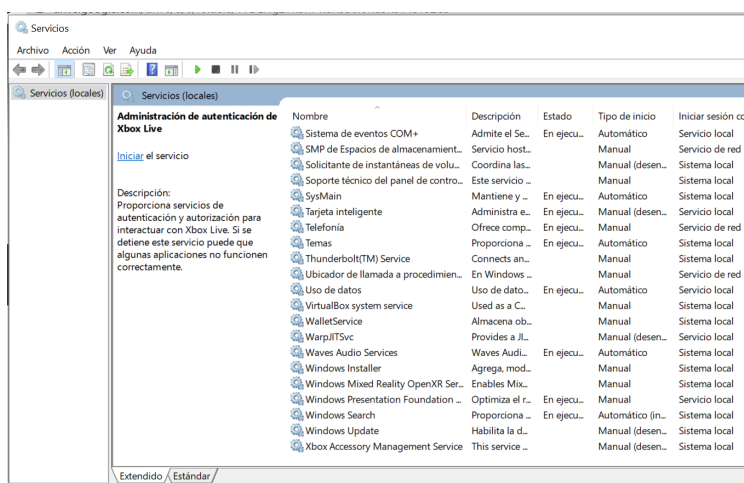 Servicios
Archivo Acción Ver Ayuda
Servicios (locales)
Servicios (locales)
Administración de autenticación de
Xbox Live
Iniciar el servicio
Descripción:
Proporciona servicios de
autenticación y autorización para
interactuar con Xbox Live. Si se
detiene este servicio puede que
algunas aplicaciones no funcionen
correctamente.
Nombre Descripción Estado Tipo de inicio Iniciar sesión co
Sistema de eventos COM+ Admite el Se... En ejecu... Automático Servicio local
SMP de Espacios de almacenamient... Servicio host... Manual Servicio de red
Solicitante de instantáneas de volu... Coordina las... Manual (desen... Sistema local
Soporte técnico del panel de contro... Este servicio ... Manual Sistema local
SysMain Mantiene y ... En ejecu... Automático Sistema local
Tarjeta inteligente Administra e... En ejecu... Manual (desen... Servicio local
Telefonía Ofrece comp... En ejecu... Manual Servicio de red
Temas Proporciona ... En ejecu... Automático Sistema local
Thunderbolt(TM) Service Connects an... Manual Sistema local
Ubicador de llamada a procedimien... En Windows ... Manual Servicio de red
Uso de datos Uso de dato... En ejecu... Automático Servicio local
VirtualBox system service Used as a C... Manual Sistema local
WalletService Almacena ob... Manual Sistema local
WarpJITSvc Provides a JI... Manual (desen... Servicio local
Waves Audio Services Waves Audi... En ejecu... Automático Sistema local
Windows Installer Agrega, mod... Manual Sistema local
Windows Mixed Reality OpenXR Ser... Enables Mix... Manual Sistema local
Windows Presentation Foundation ... Optimiza el r... En ejecu... Manual Servicio local
Windows Search Proporciona ... En ejecu... Automático (in... Sistema local
Windows Update Habilita la d... Manual (desen... Sistema local
Xbox Accessory Management Service This service ... Manual (desen... Sistema local
Extendido Estándar